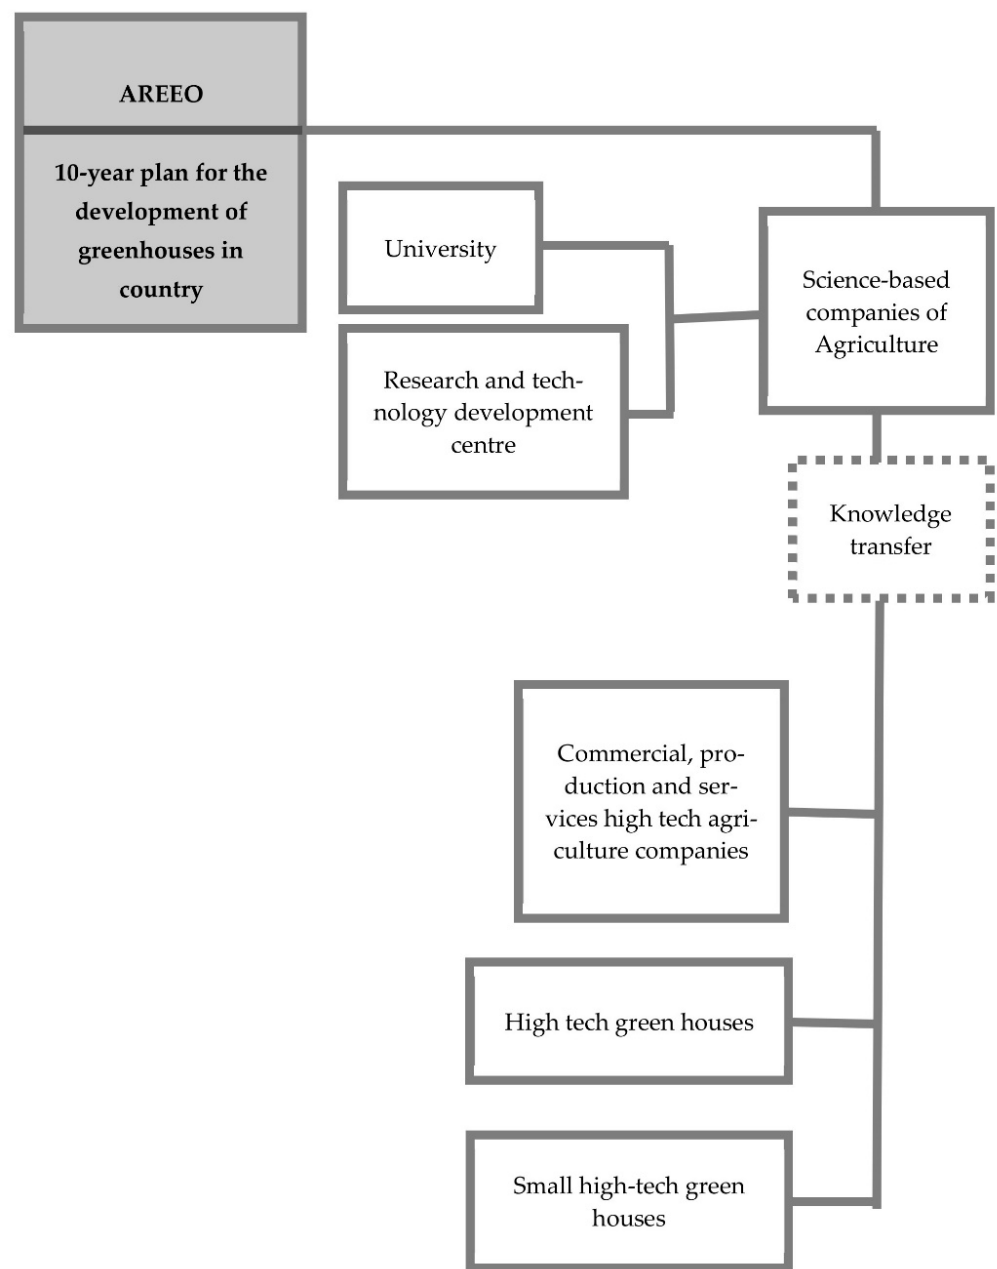 AREEO
10-year plan for the
development of
greenhouses in
country
University
Research and tech-
nology development
centre
Science-based
companies of
Agriculture
Knowledge
transfer
Commercial, pro-
duction and ser-
vices high tech agri-
culture companies
High tech green houses
Small high-tech green
houses